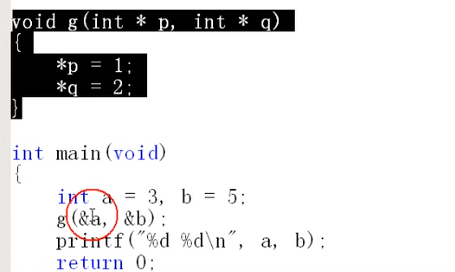 void g(int * p, int * q)
{
*p = 1;
*q = 2;
}
int main(void)
{
int a = 3, b = 5;
g(&a, &b);
printf("%d %d\n", a, b);
return 0;